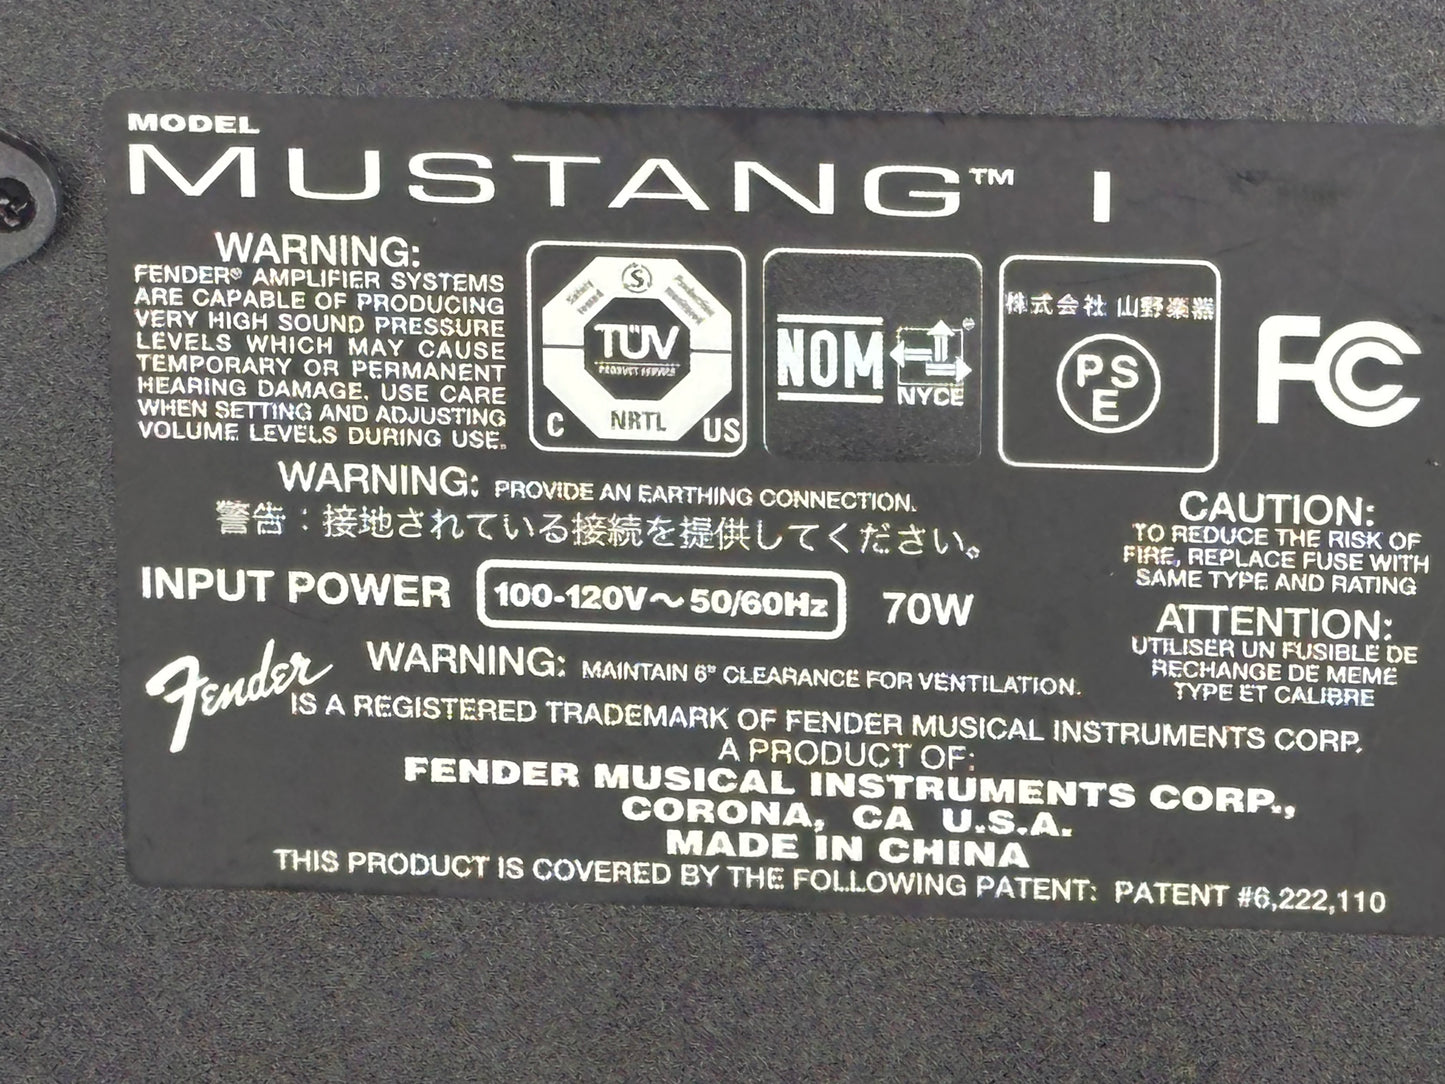 MODEL
MUSTANG™ I
WARNING:
FENDER® AMPLIFIER SYSTEMS
ARE CAPABLE OF PRODUCING
VERY HIGH SOUND PRESSURE
LEVELS WHICH MAY CAUSE
TEMPORARY OR PERMANENT
HEARING DAMAGE. USE CARE
WHEN SETTING AND ADJUSTING
VOLUME LEVELS DURING USE.
S
Safety tested
Production monitored
TÜV
PRODUCT SERVICE
NRTL
C US
NOM
NYCE
株式会社 山野楽器
PS
E
FC
WARNING: PROVIDE AN EARTHING CONNECTION.
警告：接地されている接続を提供してください。
INPUT POWER 100-120V～50/60Hz 70W
CAUTION:
TO REDUCE THE RISK OF
FIRE, REPLACE FUSE WITH
SAME TYPE AND RATING
ATTENTION:
UTILISER UN FUSIBLE DE
RECHANGE DE MEME
TYPE ET CALIBRE
WARNING: MAINTAIN 6" CLEARANCE FOR VENTILATION.
Fender IS A REGISTERED TRADEMARK OF FENDER MUSICAL INSTRUMENTS CORP.
A PRODUCT OF:
FENDER MUSICAL INSTRUMENTS CORP.,
CORONA, CA U.S.A.
MADE IN CHINA
THIS PRODUCT IS COVERED BY THE FOLLOWING PATENT: PATENT #6,222,110